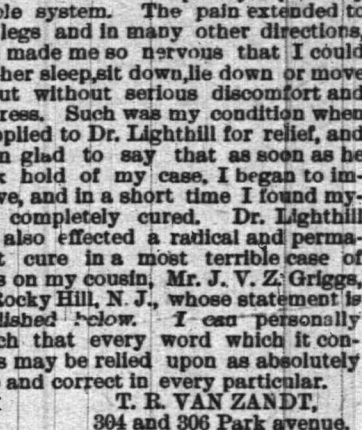 le system. The pain extended to
legs and in many other directions,
made me so nervous that I could
her sleep,sit down,lie down or move
ut without serious discomfort and
ress. Such was my condition when
pplied to Dr. Lighthill for relief, and
n glad to say that as soon as he
k hold of my case, I began to im-
ve, and in a short time I found my-
completely cured. Dr. Lighthill
also effected a radical and perma-
t cure in a most terrible case of
s on my cousin, Mr. J. V. Z. Griggs,
Rocky Hill, N. J., whose statement is
lished below. I can personally
ch that every word which it con-
s may be relied upon as absolutely
and correct in every particular.
T. R. VAN ZANDT,
304 and 306 Park avenue.